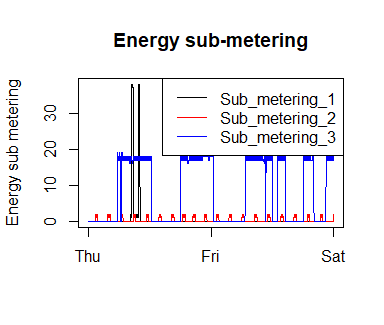 Energy sub-metering
Energy sub metering
30
20
10
0
Sub_metering_1
Sub_metering_2
Sub_metering_3
Thu
Fri
Sat